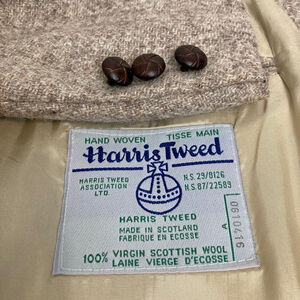 HAND WOVEN TISSE MAIN
Harris Tweed
HARRIS TWEED ASSOCIATION LTD.
N.S. 29/8126
N.S. 87/22589
HARRIS TWEED
MADE IN SCOTLAND
FABRIQUE EN ECOSSE
100% VIRGIN SCOTTISH WOOL
LAINE VIERGE D'ECOSSE
A 0610416